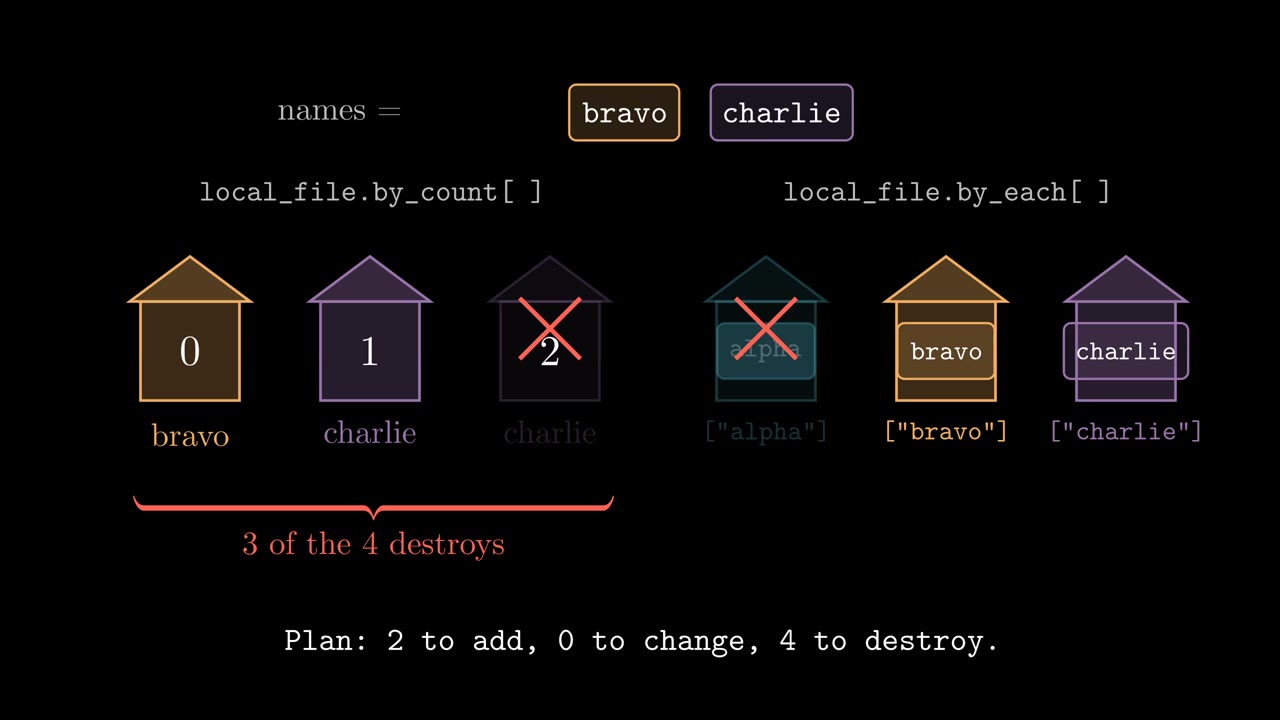 names = bravo charlie
local_file.by_count[ ] local_file.by_each[ ]
0 1 2 alpha bravo charlie
bravo charlie charlie ["alpha"] ["bravo"] ["charlie"]
3 of the 4 destroys
Plan: 2 to add, 0 to change, 4 to destroy.